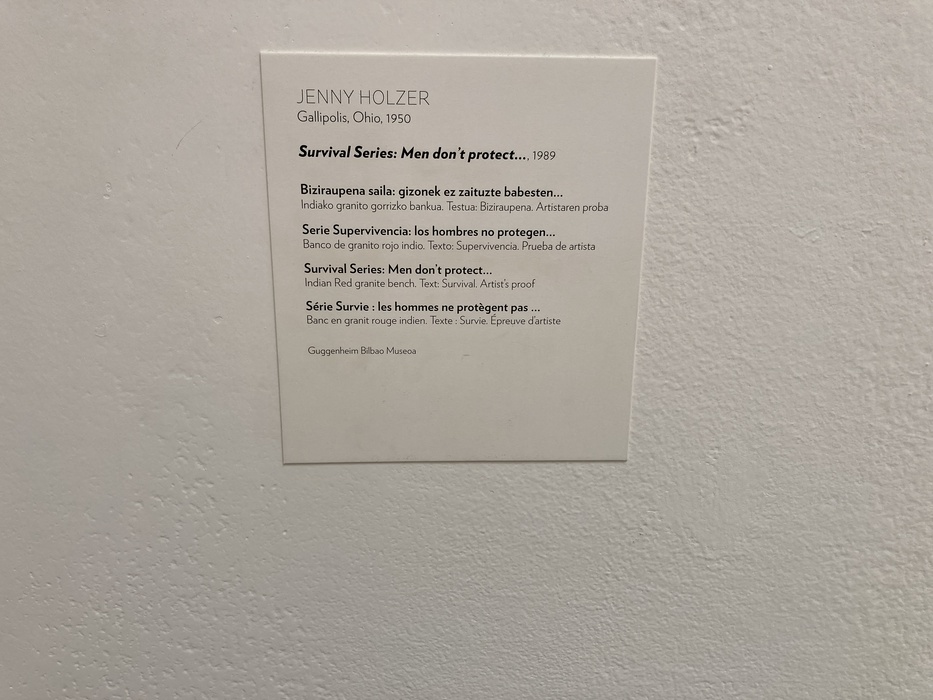 JENNY HOLZER
Gallipolis, Ohio, 1950
Survival Series: Men don't protect..., 1989
Biziraupena saila: gizonek ez zaituzte babesten...
Indiako granito gorrizko bankua. Testua: Biziraupena. Artistaren proba
Serie Supervivencia: los hombres no protegen...
Banco de granito rojo indio. Texto: Supervivencia. Prueba de artista
Survival Series: Men don't protect...
Indian Red granite bench. Text: Survival. Artist's proof
Série Survie : les hommes ne protègent pas ...
Banc en granit rouge indien. Texte : Survie. Épreuve d'artiste
Guggenheim Bilbao Museoa